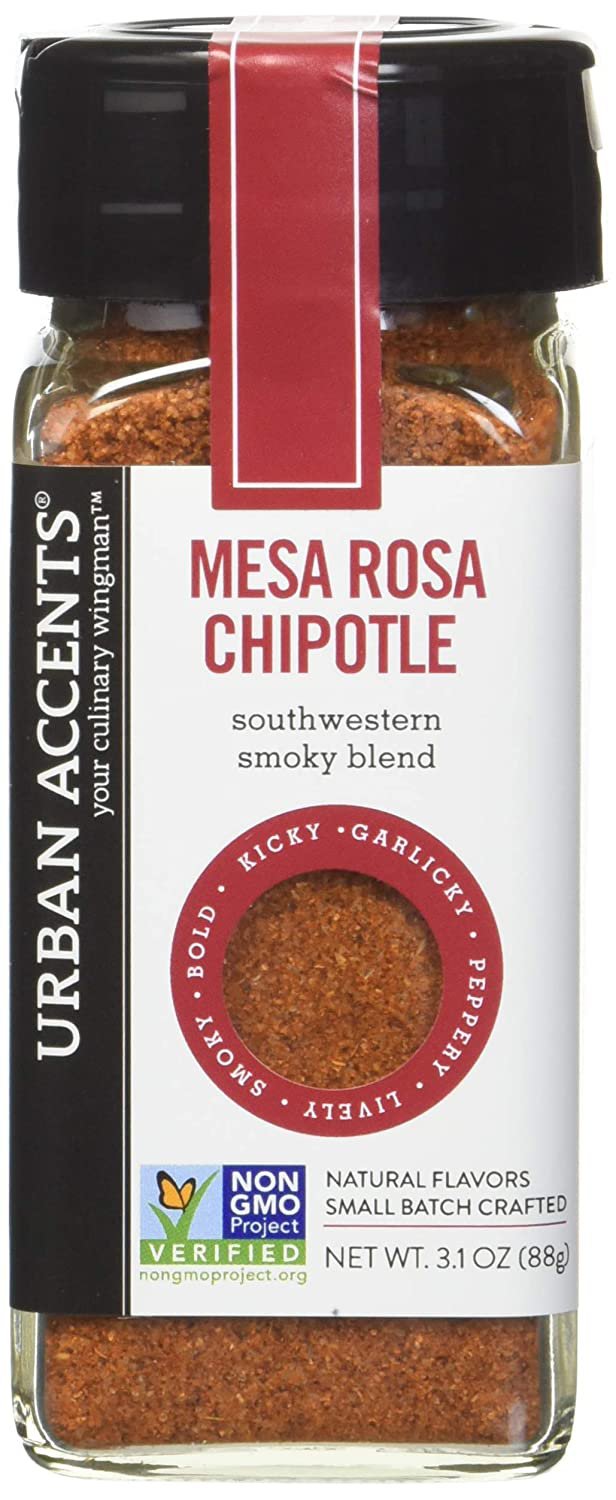 URBAN ACCENTS®
your culinary wingman™
MESA ROSA
CHIPOTLE
southwestern
smoky blend
KICKY • GARLICKY • PEPPERY • LIVELY • SMOKY • BOLD •
NON
GMO
Project
VERIFIED
nongmoproject.org
NATURAL FLAVORS
SMALL BATCH CRAFTED
NET WT. 3.1 OZ (88g)